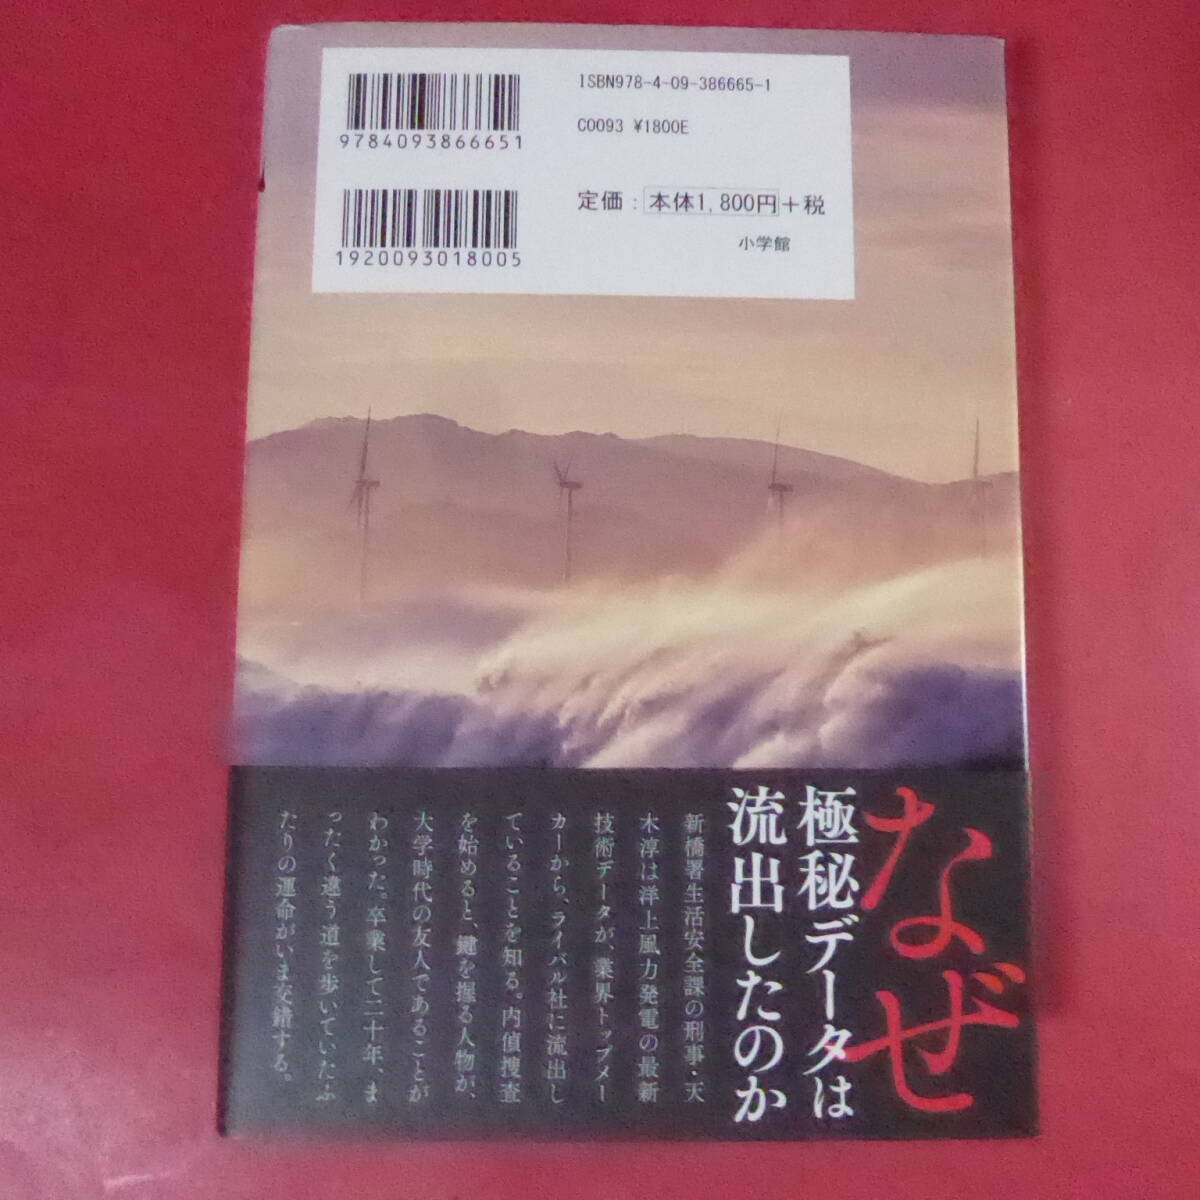 ISBN978-4-09-386665-1
9784093866651
C0093 ¥1800E
1920093018005
定価：本体1,800円+税
小学館
なぜ
極秘データは
流出したのか
新橋署生活安全課の刑事・天
木淳は洋上風力発電の最新
技術データが、業界トップメー
カーから、ライバル社に流出し
ていることを知る。内偵捜査
を始めると、鍵を握る人物が、
大学時代の友人であることが
わかった。卒業して二十年、ま
ったく違う道を歩いていたふ
たりの運命がいま交錯する。